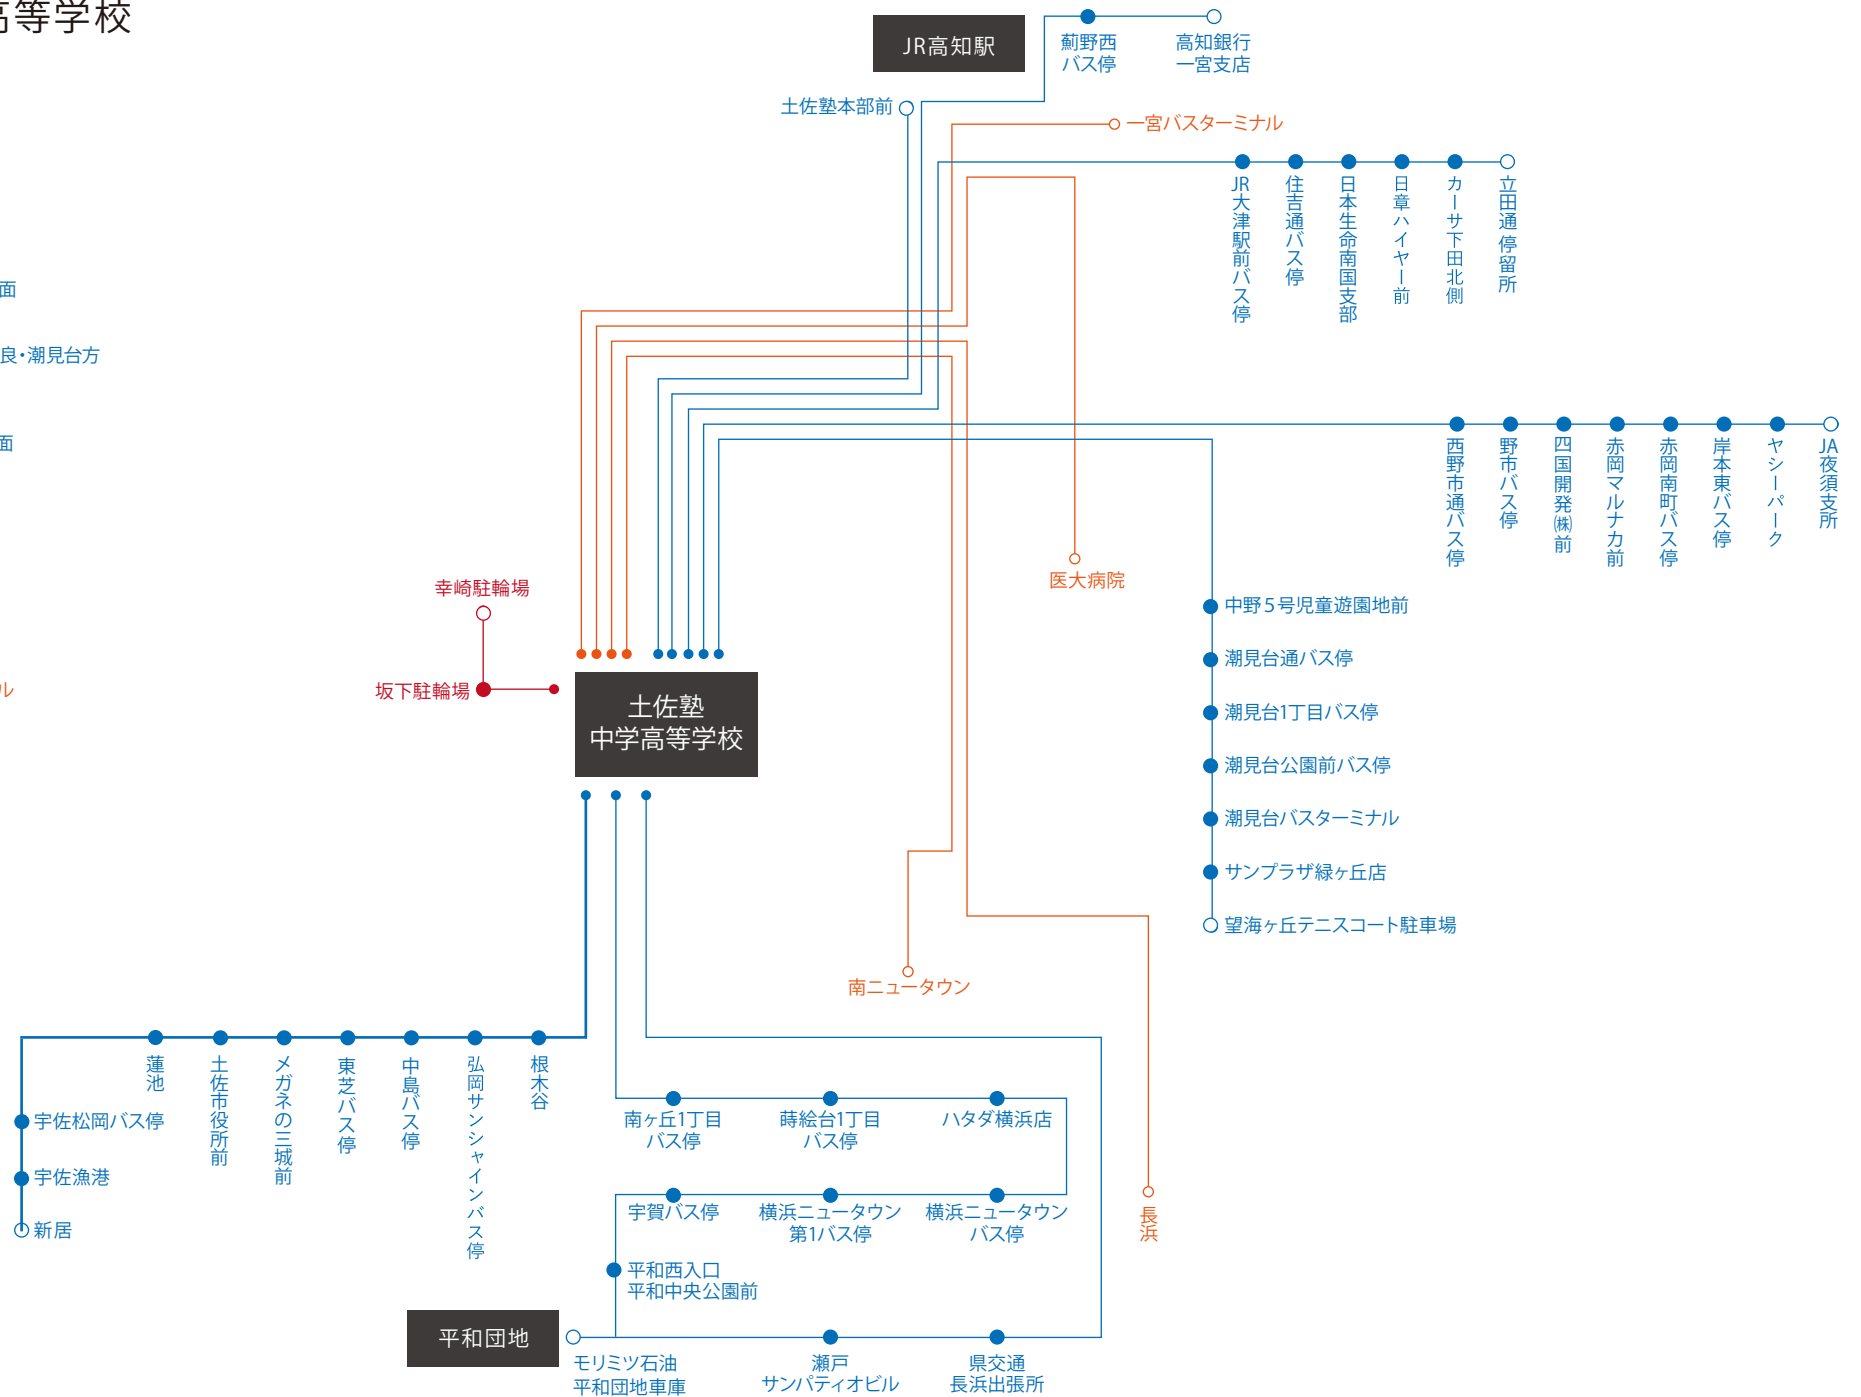 高等学校
JR高知駅
薊野西
バス停
高知銀行
一宮支店
土佐塾本部前
一宮バスターミナル
JR大津駅前バス停
住吉通バス停
日本生命南国支部
日章ハイヤー前
カーサ下田北側
立田通 停留所
面
良・潮見台方
面
西野市通バス停
野市バス停
四国開発㈱前
赤岡マルナカ前
赤岡南町バス停
岸本東バス停
ヤシーパーク
JA夜須支所
医大病院
幸崎駐輪場
中野5号児童遊園地前
潮見台通バス停
ル
坂下駐輪場
土佐塾
中学高等学校
潮見台1丁目バス停
潮見台公園前バス停
潮見台バスターミナル
サンプラザ緑ヶ丘店
望海ヶ丘テニスコート駐車場
南ニュータウン
蓮池
土佐市役所前
メガネの三城前
東芝バス停
中島バス停
弘岡サンシャインバス停
根木谷
宇佐松岡バス停
宇佐漁港
新居
南ヶ丘1丁目
バス停
蒔絵台1丁目
バス停
ハタダ横浜店
宇賀バス停
横浜ニュータウン
第1バス停
横浜ニュータウン
バス停
長浜
平和西入口
平和中央公園前
平和団地
モリミツ石油
平和団地車庫
瀬戸
サンパティオビル
県交通
長浜出張所